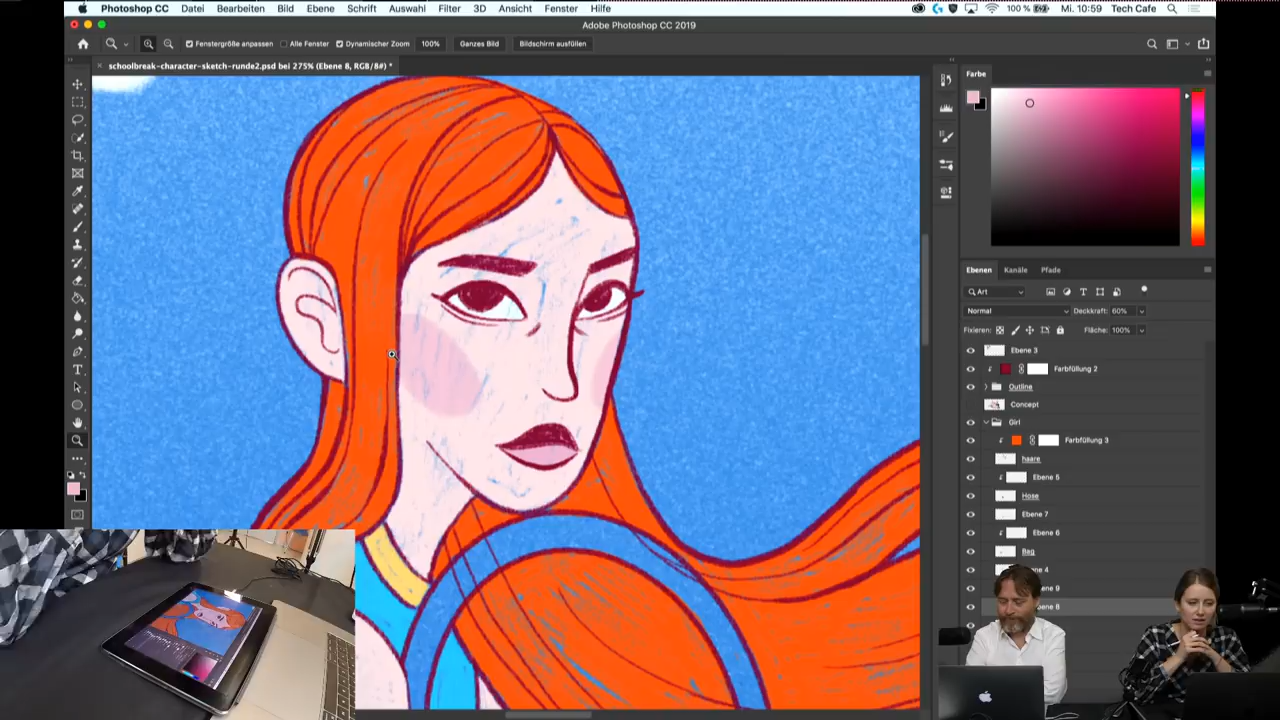 Photoshop CC Datei Bearbeiten Bild Ebene Schrift Auswahl Filter 3D Ansicht Fenster Hilfe 100 % Mi. 10:59 Tech Cafe
Adobe Photoshop CC 2019
Fenstergröße anpassen Alle Fenster Dynamischer Zoom 100% Ganzes Bild Bildschirm ausfüllen
× schoolbreak-character-sketch-runde2.psd bei 275% (Ebene 8, RGB/8#) *
Farbe
Ebenen Kanäle Pfade
Art
Normal Deckkraft: 60%
Fixieren: Fläche: 100%
Ebene 3
Farbfüllung 2
Outline
Concept
Girl
Farbfüllung 3
haare
Ebene 5
Hose
Ebene 7
Ebene 6
Bag